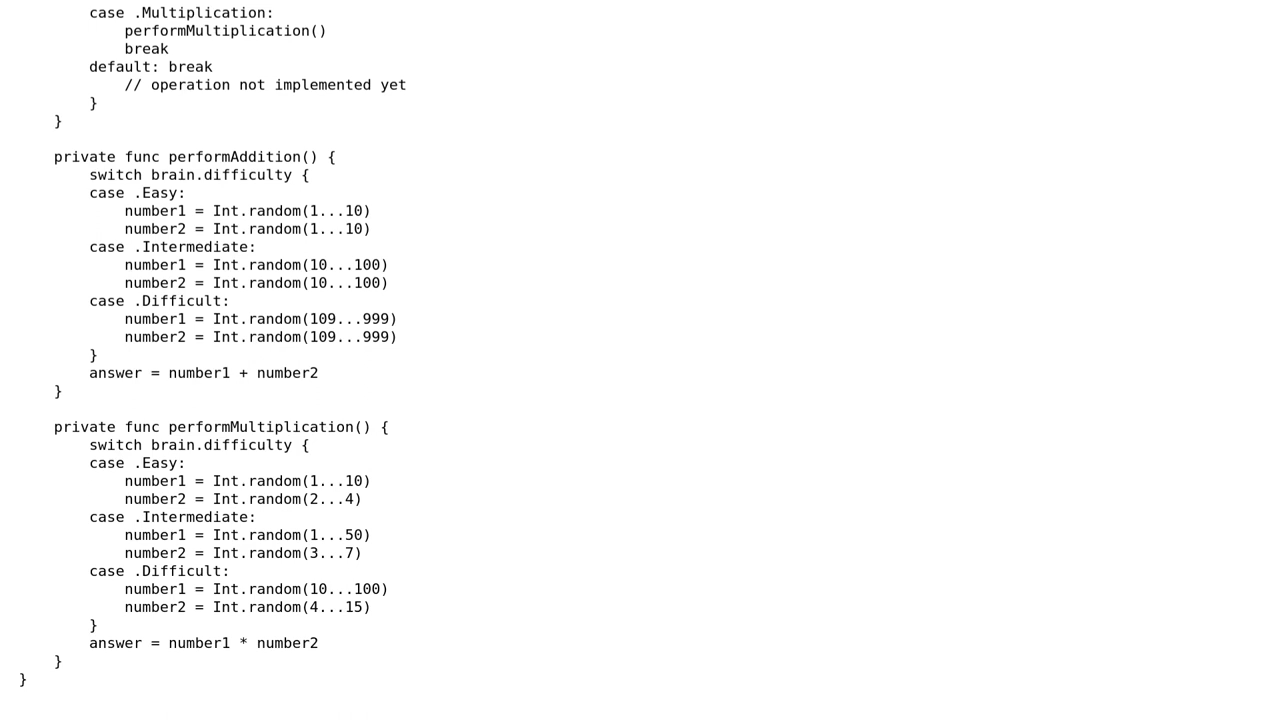 case .Multiplication:
            performMultiplication()
            break
        default: break
            // operation not implemented yet
        }
    }

    private func performAddition() {
        switch brain.difficulty {
        case .Easy:
            number1 = Int.random(1...10)
            number2 = Int.random(1...10)
        case .Intermediate:
            number1 = Int.random(10...100)
            number2 = Int.random(10...100)
        case .Difficult:
            number1 = Int.random(109...999)
            number2 = Int.random(109...999)
        }
        answer = number1 + number2
    }

    private func performMultiplication() {
        switch brain.difficulty {
        case .Easy:
            number1 = Int.random(1...10)
            number2 = Int.random(2...4)
        case .Intermediate:
            number1 = Int.random(1...50)
            number2 = Int.random(3...7)
        case .Difficult:
            number1 = Int.random(10...100)
            number2 = Int.random(4...15)
        }
        answer = number1 * number2
    }
}